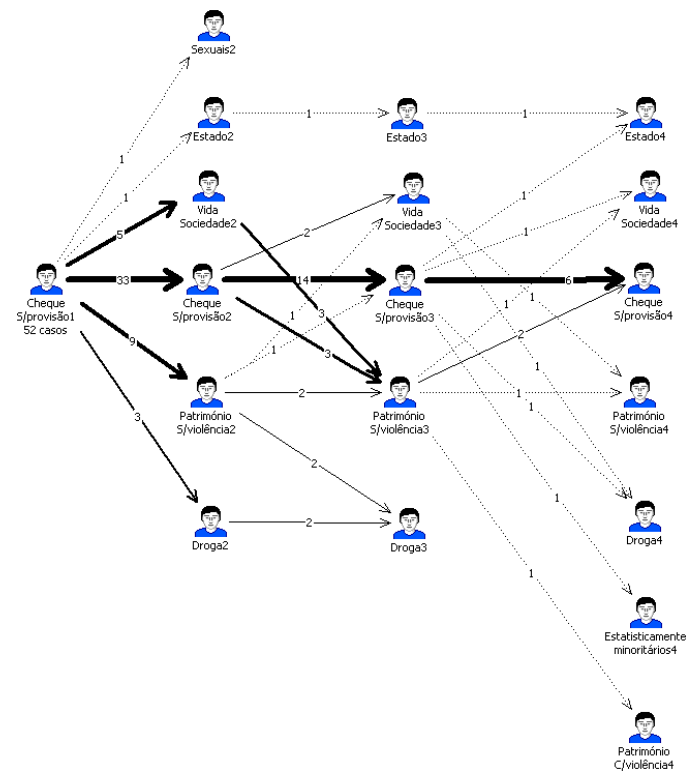 Sexuais2
1
Estado2
1
Estado3
1
Estado4
1
1
Vida
Sociedade2
5
2
Vida
Sociedade3
1
Vida
Sociedade4
Cheque
S/provisão1
52 casos
33
Cheque
S/provisão2
14
Cheque
S/provisão3
6
Cheque
S/provisão4
3
1
1
1
9
3
1
2
1
Património
S/violência2
2
Património
S/violência3
1
1
Património
S/violência4
3
2
Droga2
2
Droga3
1
Droga4
1
Estatisticamente
minoritários4
Património
C/violência4